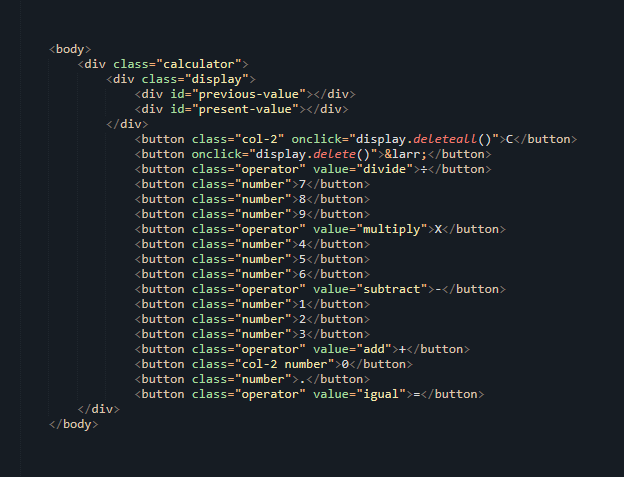 <body>
<div class="calculator">
<div class="display">
<div id="previous-value"></div>
<div id="present-value"></div>
</div>
<button class="col-2" onclick="display.deleteall()">C</button>
<button onclick="display.delete()">&larr;</button>
<button class="operator" value="divide">÷</button>
<button class="number">7</button>
<button class="number">8</button>
<button class="number">9</button>
<button class="operator" value="multiply">X</button>
<button class="number">4</button>
<button class="number">5</button>
<button class="number">6</button>
<button class="operator" value="subtract">-</button>
<button class="number">1</button>
<button class="number">2</button>
<button class="number">3</button>
<button class="operator" value="add">+</button>
<button class="col-2 number">0</button>
<button class="number">.</button>
<button class="operator" value="igual">=</button>
</div>
</body>